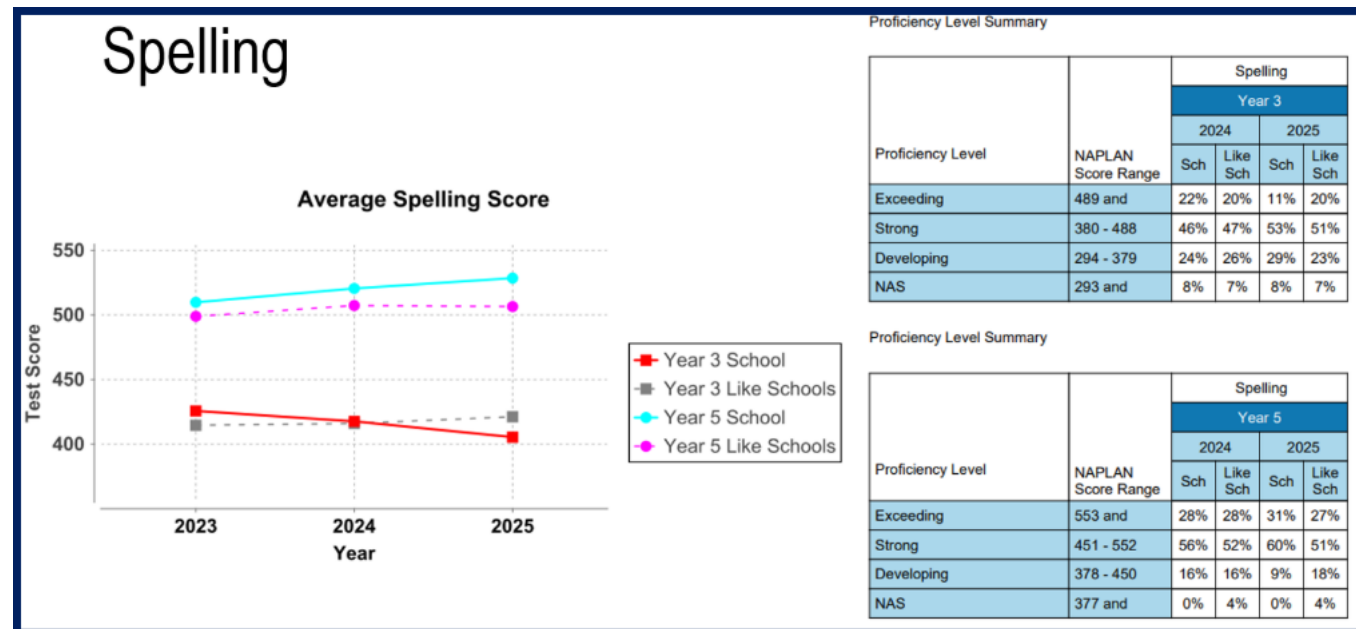 Spelling
Average Spelling Score
550
500
450
400
Test Score
2023 2024 2025
Year
Year 3 School
Year 3 Like Schools
Year 5 School
Year 5 Like Schools
Proficiency Level Summary
Spelling
Year 3
2024 2025
Proficiency Level NAPLAN Score Range Sch Like Sch Sch Like Sch
Exceeding 489 and 22% 20% 11% 20%
Strong 380 - 488 46% 47% 53% 51%
Developing 294 - 379 24% 26% 29% 23%
NAS 293 and 8% 7% 8% 7%
Proficiency Level Summary
Spelling
Year 5
2024 2025
Proficiency Level NAPLAN Score Range Sch Like Sch Sch Like Sch
Exceeding 553 and 28% 28% 31% 27%
Strong 451 - 552 56% 52% 60% 51%
Developing 378 - 450 16% 16% 9% 18%
NAS 377 and 0% 4% 0% 4%